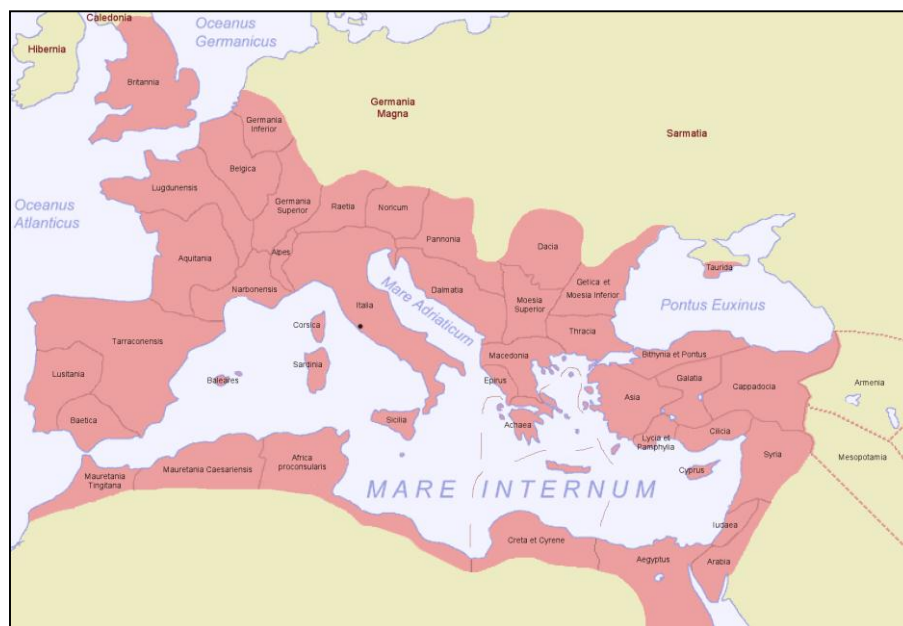 Caledonia
Oceanus
Germanicus
Hibernia
Britannia
Germania
Magna
Sarmatia
Germania
Inferior
Belgica
Lugdunensis
Oceanus
Atlanticus
Germania
Superior
Raetia
Noricum
Pannonia
Dacia
Aquitania
Alpes
Narbonensis
Italia
Mare Adriaticum
Dalmatia
Moesia
Superior
Getica et
Moesia Inferior
Taurida
Pontus Euxinus
Thracia
Tarraconensis
Corsica
Sardinia
Baleares
Lusitania
Baetica
Macedonia
Epirus
Achaea
Bithynia et Pontus
Galatia
Asia
Cappadocia
Armenia
Lycia et
Pamphylia
Cilicia
Sicilia
Cyprus
Syria
Mesopotamia
Mauretania
Tingitana
Mauretania Caesariensis
Africa
proconsularis
MARE INTERNUM
Iudaea
Creta et Cyrene
Aegyptus
Arabia